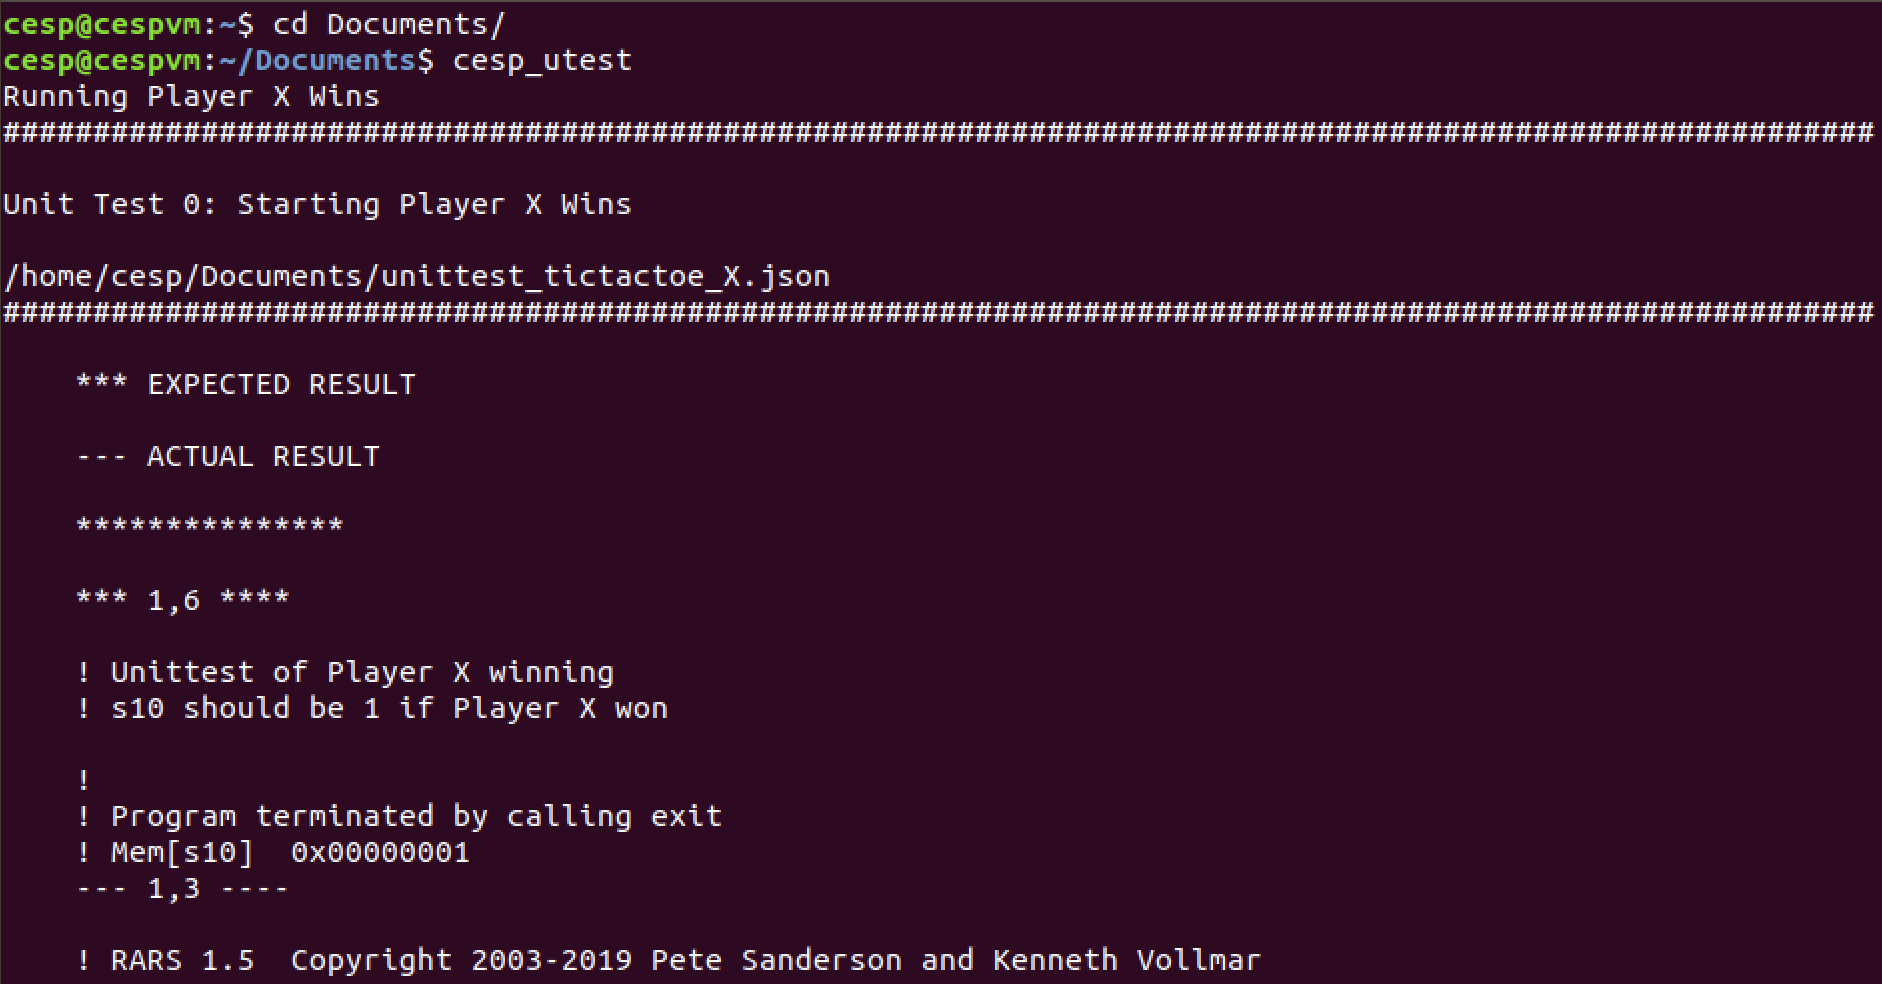 cesp@cespvm:~$ cd Documents/
cesp@cespvm:~/Documents$ cesp_utest
Running Player X Wins
########################################################################################################
Unit Test 0: Starting Player X Wins
/home/cesp/Documents/unittest_tictactoe_X.json
########################################################################################################
*** EXPECTED RESULT
--- ACTUAL RESULT
***************
*** 1,6 ****
! Unittest of Player X winning
! s10 should be 1 if Player X won
!
! Program terminated by calling exit
! Mem[s10]  0x00000001
--- 1,3 ----
! RARS 1.5  Copyright 2003-2019 Pete Sanderson and Kenneth Vollmar